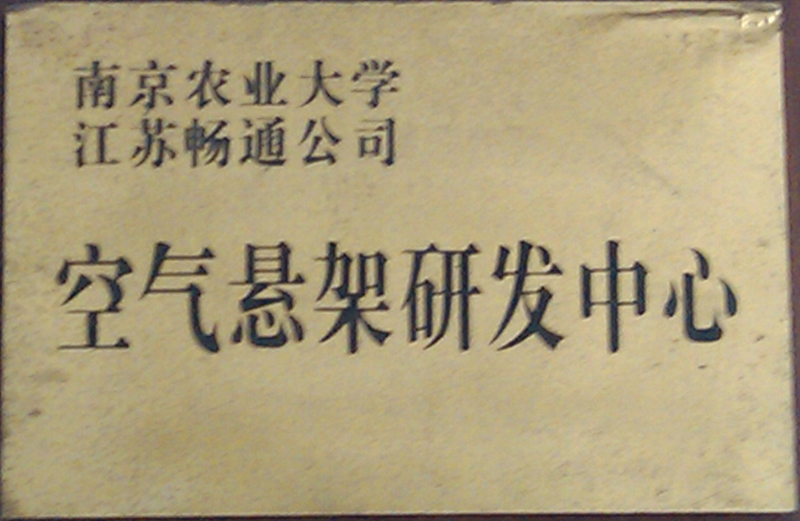 南京农业大学
江苏畅通公司
空气悬架研发中心